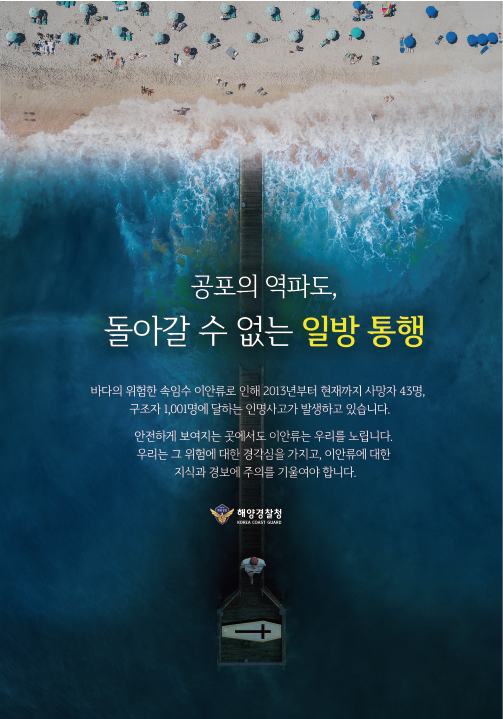 공포의 역파도,
돌아갈 수 없는 일방 통행
바다의 위험한 속임수 이안류로 인해 2013년부터 현재까지 사망자 43명,
구조자 1,001명에 달하는 인명사고가 발생하고 있습니다.
안전하게 보여지는 곳에서도 이안류는 우리를 노립니다.
우리는 그 위험에 대한 경각심을 가지고, 이안류에 대한
지식과 경보에 주의를 기울여야 합니다.
해양경찰청
KOREA COAST GUARD